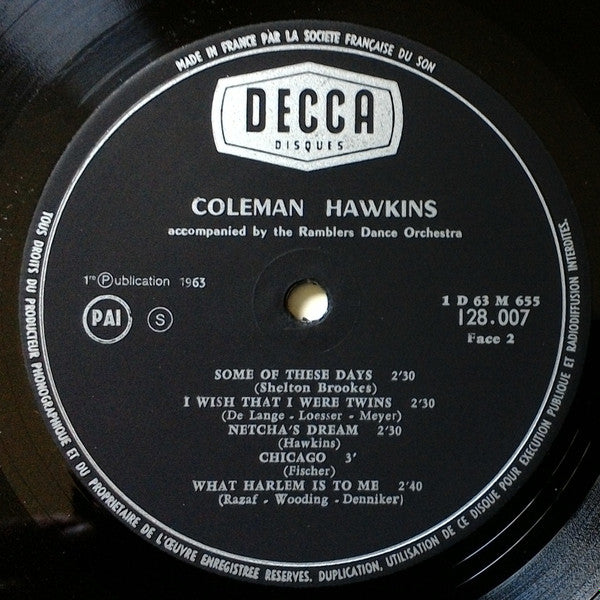 MADE IN FRANCE PAR LA SOCIETE FRANÇAISE DU SON
DECCA
DISQUES
COLEMAN HAWKINS
accompanied by the Ramblers Dance Orchestra
1re Ⓟublication 1963
PAI Ⓢ
1 D 63 M 655
128.007
Face 2
SOME OF THESE DAYS 2'30
(Shelton Brookes)
I WISH THAT I WERE TWINS 2'30
(De Lange - Loesser - Meyer)
NETCHA'S DREAM 2'30
(Hawkins)
CHICAGO 3'
(Fischer)
WHAT HARLEM IS TO ME 2'40
(Razaf - Wooding - Denniker)
TOUS DROITS DU PRODUCTEUR PHONOGRAPHIQUE ET DU PROPRIETAIRE DE L'ŒUVRE ENREGISTREE RESERVES. DUPLICATION, UTILISATION DE CE DISQUE POUR EXECUTION PUBLIQUE ET RADIODIFFUSION INTERDITES.